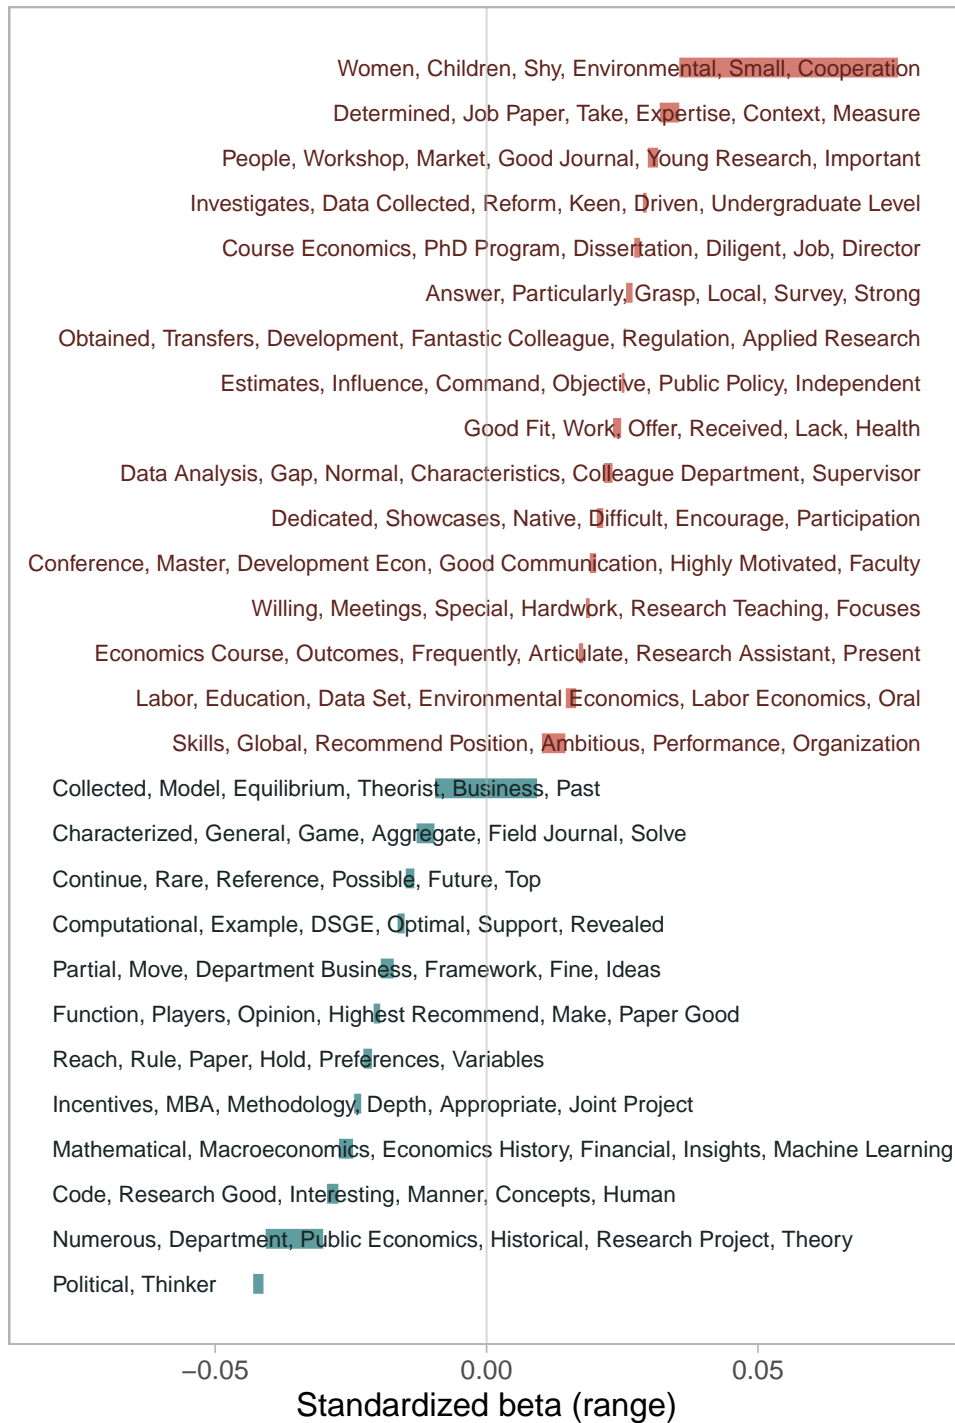 Women, Children, Shy, Environmental, Small, Cooperation
Determined, Job Paper, Take, Expertise, Context, Measure
People, Workshop, Market, Good Journal, Young Research, Important
Investigates, Data Collected, Reform, Keen, Driven, Undergraduate Level
Course Economics, PhD Program, Dissertation, Diligent, Job, Director
Answer, Particularly, Grasp, Local, Survey, Strong
Obtained, Transfers, Development, Fantastic Colleague, Regulation, Applied Research
Estimates, Influence, Command, Objective, Public Policy, Independent
Good Fit, Work, Offer, Received, Lack, Health
Data Analysis, Gap, Normal, Characteristics, Colleague Department, Supervisor
Dedicated, Showcases, Native, Difficult, Encourage, Participation
Conference, Master, Development Econ, Good Communication, Highly Motivated, Faculty
Willing, Meetings, Special, Hardwork, Research Teaching, Focuses
Economics Course, Outcomes, Frequently, Articulate, Research Assistant, Present
Labor, Education, Data Set, Environmental Economics, Labor Economics, Oral
Skills, Global, Recommend Position, Ambitious, Performance, Organization
Collected, Model, Equilibrium, Theorist, Business, Past
Characterized, General, Game, Aggregate, Field Journal, Solve
Continue, Rare, Reference, Possible, Future, Top
Computational, Example, DSGE, Optimal, Support, Revealed
Partial, Move, Department Business, Framework, Fine, Ideas
Function, Players, Opinion, Highest Recommend, Make, Paper Good
Reach, Rule, Paper, Hold, Preferences, Variables
Incentives, MBA, Methodology, Depth, Appropriate, Joint Project
Mathematical, Macroeconomics, Economics History, Financial, Insights, Machine Learning
Code, Research Good, Interesting, Manner, Concepts, Human
Numerous, Department, Public Economics, Historical, Research Project, Theory
Political, Thinker
−0.05 0.00 0.05
Standardized beta (range)